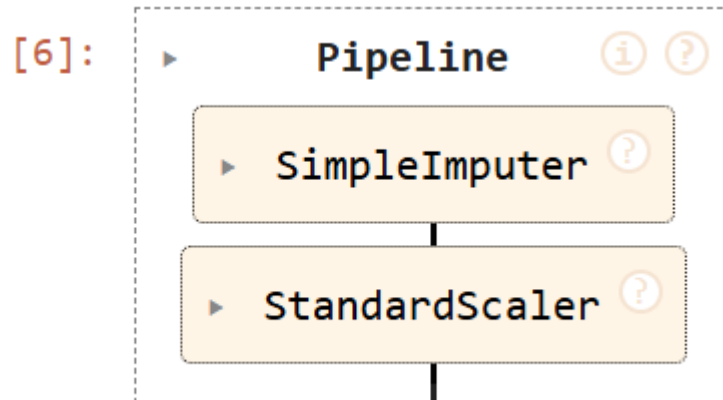 [6]: Pipeline i ?
SimpleImputer ?
StandardScaler ?